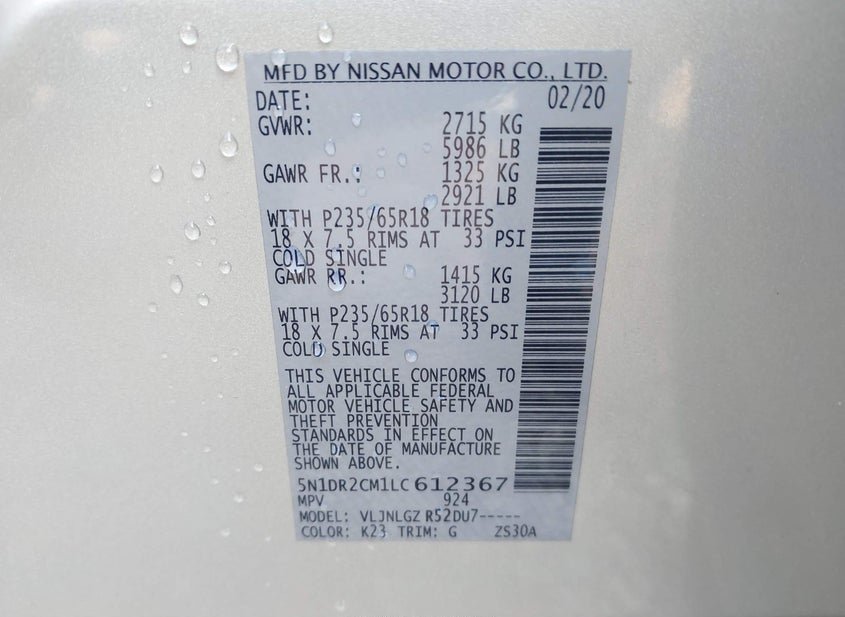 MFD BY NISSAN MOTOR CO., LTD.
DATE: 02/20
GVWR: 2715 KG
5986 LB
GAWR FR.: 1325 KG
2921 LB
WITH P235/65R18 TIRES
18 X 7.5 RIMS AT 33 PSI
COLD SINGLE
GAWR RR.: 1415 KG
3120 LB
WITH P235/65R18 TIRES
18 X 7.5 RIMS AT 33 PSI
COLD SINGLE
THIS VEHICLE CONFORMS TO
ALL APPLICABLE FEDERAL
MOTOR VEHICLE SAFETY AND
THEFT PREVENTION
STANDARDS IN EFFECT ON
THE DATE OF MANUFACTURE
SHOWN ABOVE.
5N1DR2CM1LC612367
MPV 924
MODEL: VLJNLGZ R52DU7-----
COLOR: K23 TRIM: G ZS30A